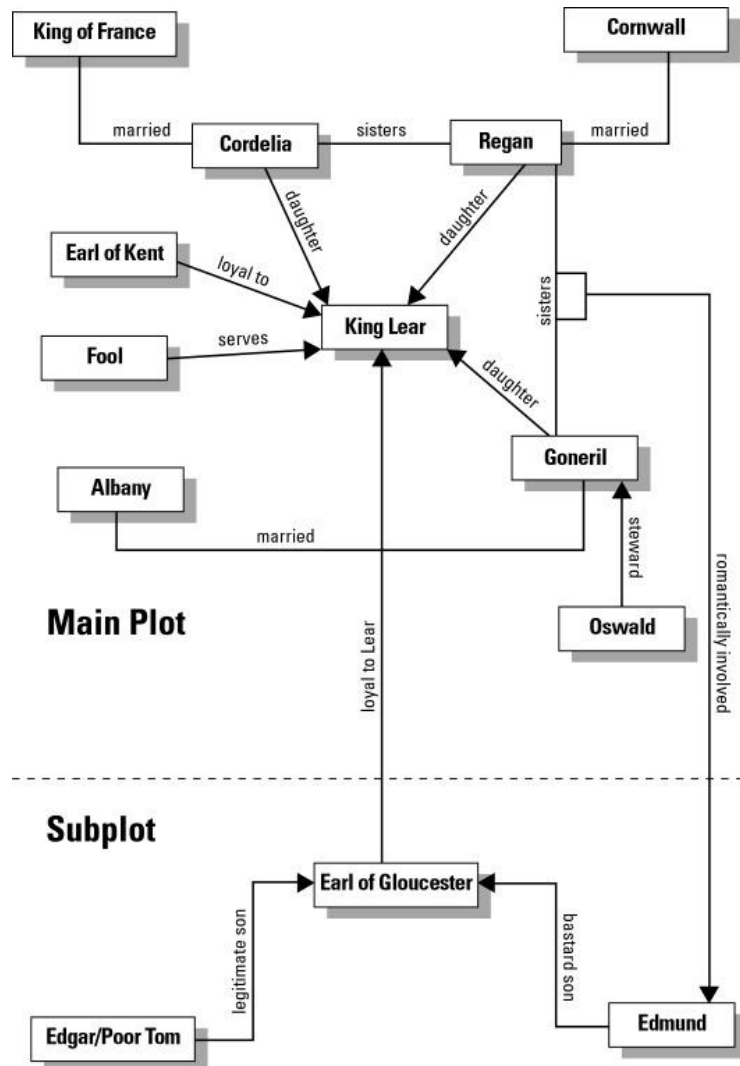 King of France
Cornwall
married
Cordelia
sisters
Regan
married
daughter
daughter
Earl of Kent
loyal to
King Lear
sisters
Fool
serves
daughter
Goneril
Albany
married
steward
Oswald
romantically involved
Main Plot
loyal to Lear
Subplot
Earl of Gloucester
legitimate son
bastard son
Edgar/Poor Tom
Edmund